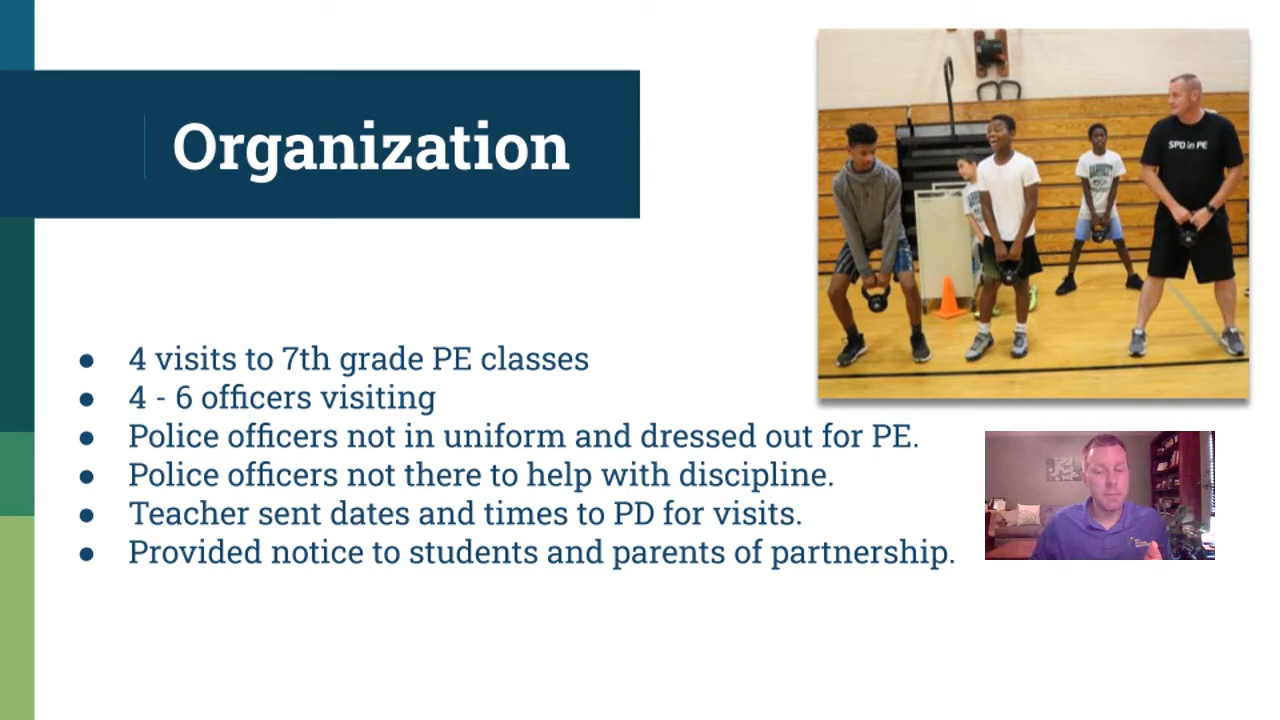 Organization
SPD in PE
4 visits to 7th grade PE classes
4 - 6 officers visiting
Police officers not in uniform and dressed out for PE.
Police officers not there to help with discipline.
Teacher sent dates and times to PD for visits.
Provided notice to students and parents of partnership.